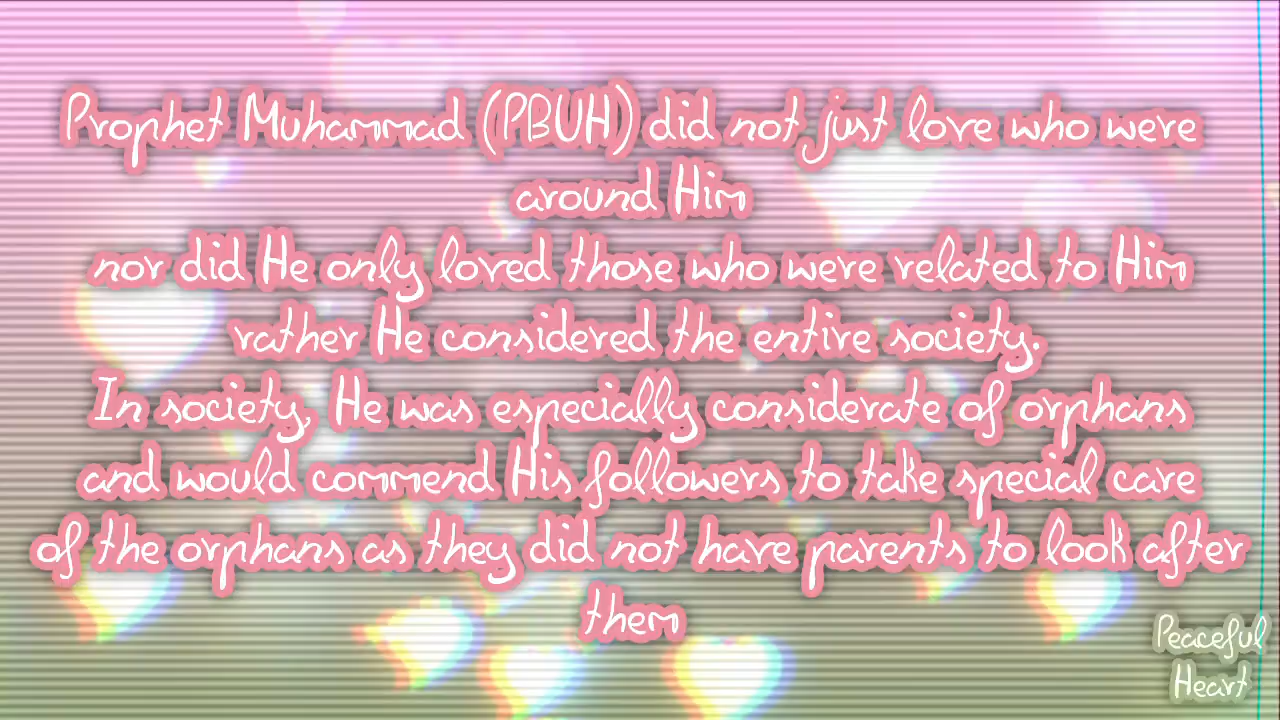 Prophet Muhammad (PBUH) did not just love who were
around Him
nor did He only loved those who were related to Him
rather He considered the entire society.
In society, He was especially considerate of orphans
and would commend His followers to take special care
of the orphans as they did not have parents to look after
them
Peaceful
Heart